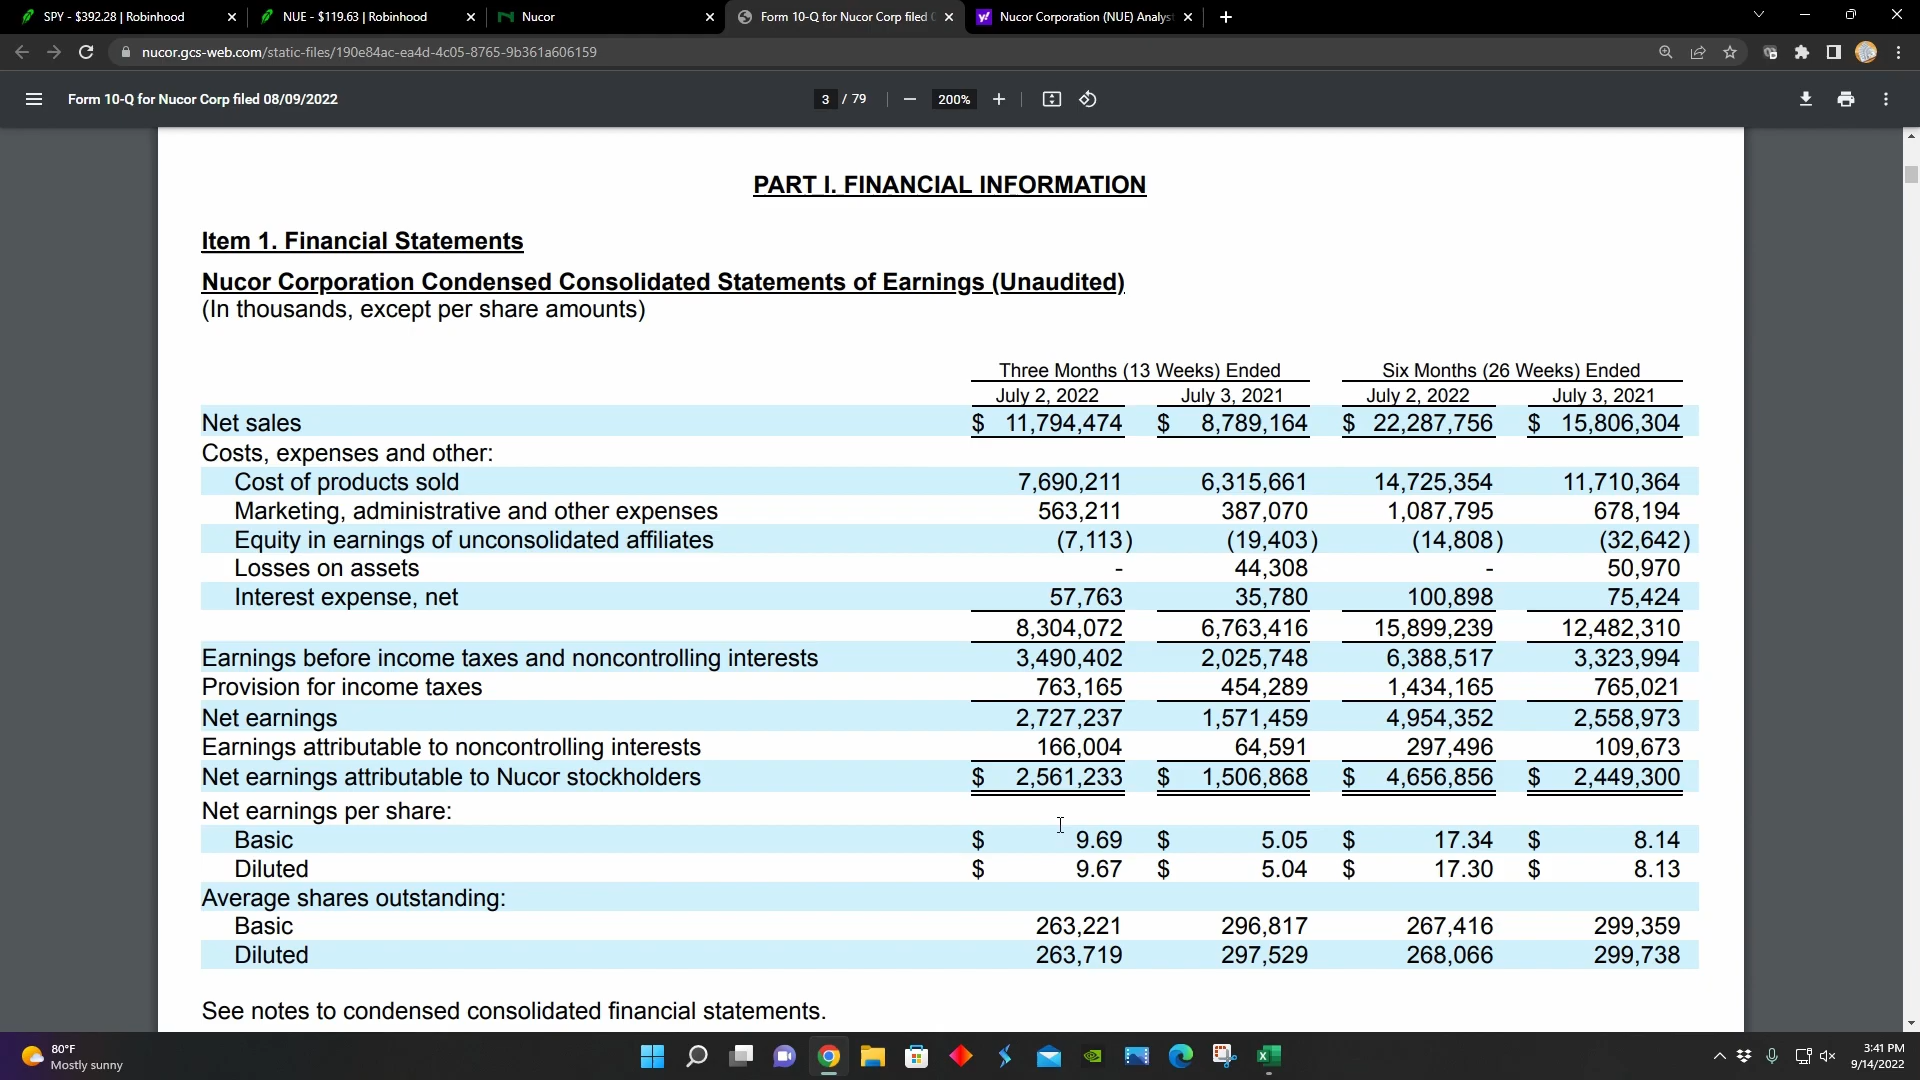 SPY - $392.28 | Robinhood
NUE - $119.63 | Robinhood
Nucor
Form 10-Q for Nucor Corp filed
Nucor Corporation (NUE) Analys
nucor.gcs-web.com/static-files/190e84ac-ea4d-4c05-8765-9b361a606159
Form 10-Q for Nucor Corp filed 08/09/2022
3 / 79
200%
PART I. FINANCIAL INFORMATION
Item 1. Financial Statements
Nucor Corporation Condensed Consolidated Statements of Earnings (Unaudited)
(In thousands, except per share amounts)
Three Months (13 Weeks) Ended Six Months (26 Weeks) Ended
July 2, 2022 July 3, 2021 July 2, 2022 July 3, 2021
Net sales $ 11,794,474 $ 8,789,164 $ 22,287,756 $ 15,806,304
Costs, expenses and other:
Cost of products sold 7,690,211 6,315,661 14,725,354 11,710,364
Marketing, administrative and other expenses 563,211 387,070 1,087,795 678,194
Equity in earnings of unconsolidated affiliates (7,113) (19,403) (14,808) (32,642)
Losses on assets - 44,308 - 50,970
Interest expense, net 57,763 35,780 100,898 75,424
8,304,072 6,763,416 15,899,239 12,482,310
Earnings before income taxes and noncontrolling interests 3,490,402 2,025,748 6,388,517 3,323,994
Provision for income taxes 763,165 454,289 1,434,165 765,021
Net earnings 2,727,237 1,571,459 4,954,352 2,558,973
Earnings attributable to noncontrolling interests 166,004 64,591 297,496 109,673
Net earnings attributable to Nucor stockholders $ 2,561,233 $ 1,506,868 $ 4,656,856 $ 2,449,300
Net earnings per share:
Basic $ 9.69 $ 5.05 $ 17.34 $ 8.14
Diluted $ 9.67 $ 5.04 $ 17.30 $ 8.13
Average shares outstanding:
Basic 263,221 296,817 267,416 299,359
Diluted 263,719 297,529 268,066 299,738
See notes to condensed consolidated financial statements.
80°F
Mostly sunny
3:41 PM
9/14/2022